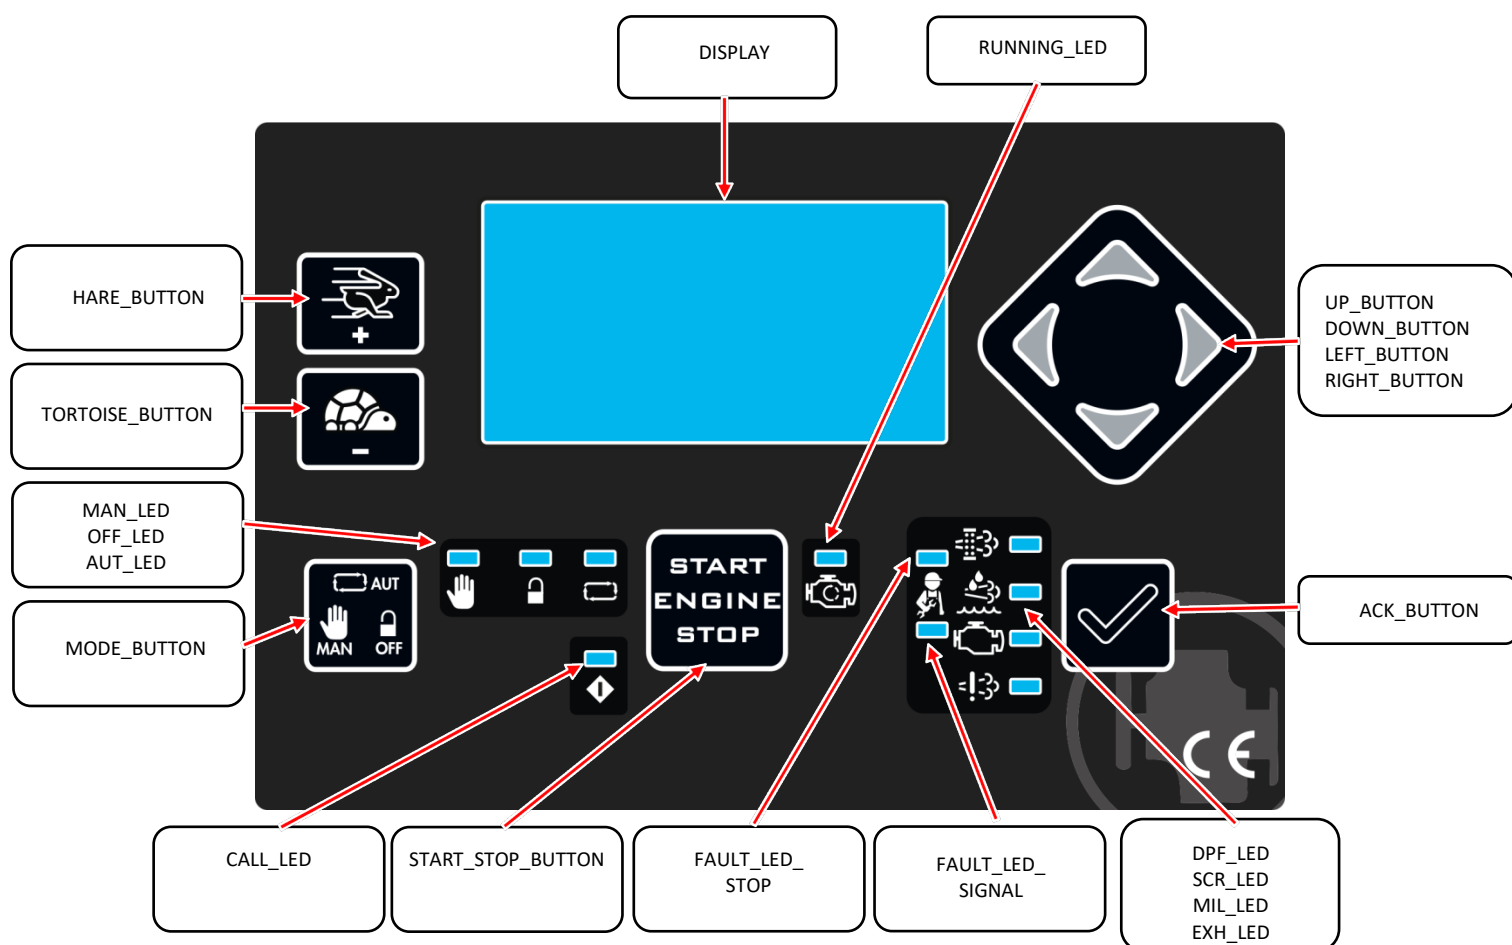 DISPLAY
RUNNING_LED
HARE_BUTTON
+
UP_BUTTON
DOWN_BUTTON
LEFT_BUTTON
RIGHT_BUTTON
TORTOISE_BUTTON
-
MAN_LED
OFF_LED
AUT_LED
START
ENGINE
STOP
AUT
MAN OFF
MODE_BUTTON
ACK_BUTTON
CE
CALL_LED
START_STOP_BUTTON
FAULT_LED_
STOP
FAULT_LED_
SIGNAL
DPF_LED
SCR_LED
MIL_LED
EXH_LED